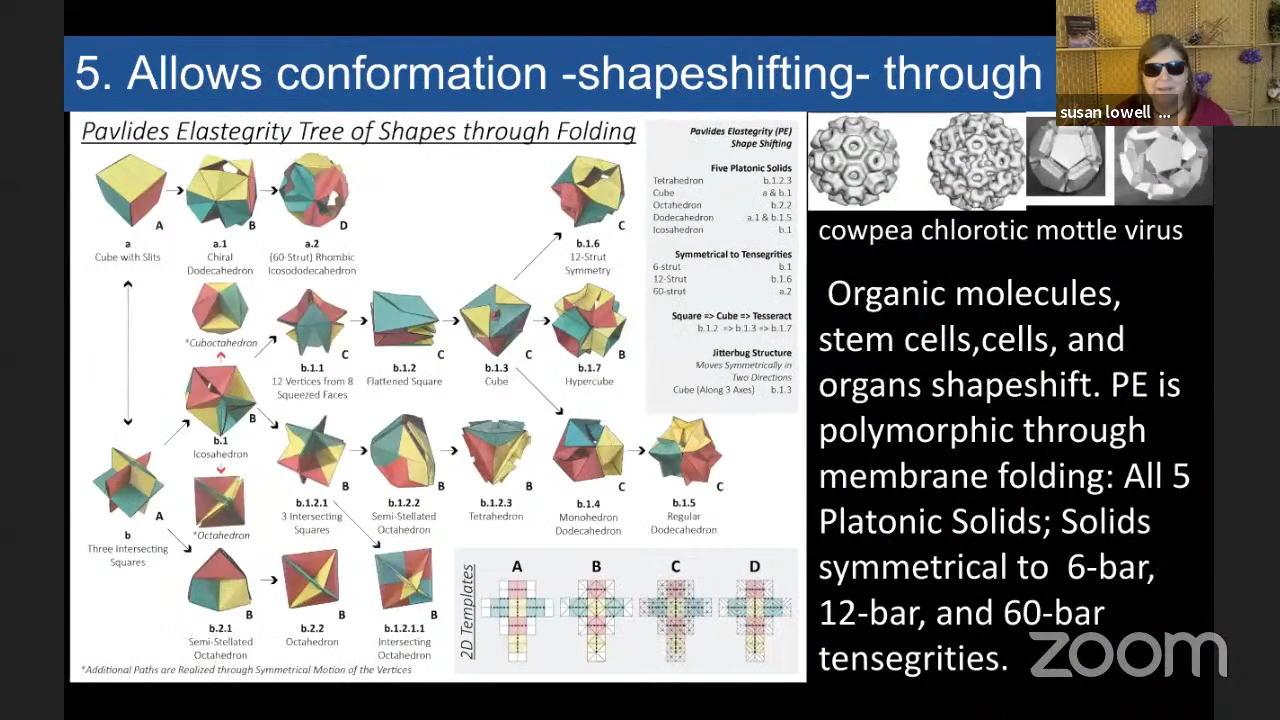 5. Allows conformation -shapeshifting- through
susan lowell ...
Pavlides Elastegrity Tree of Shapes through Folding
A
a
Cube with Slits
B
a.1
Chiral
Dodecahedron
D
a.2
(60-Strut) Rhombic
Icosododecahedron
C
b.1.6
12-Strut
Symmetry
*Cuboctahedron
C
b.1.1
12 Vertices from 8
Squeezed Faces
C
b.1.2
Flattened Square
C
b.1.3
Cube
B
b.1.7
Hypercube
B
b.1
Icosahedron
A
b
Three Intersecting
Squares
*Octahedron
B
b.1.2.1
3 Intersecting
Squares
B
b.1.2.2
Semi-Stellated
Octahedron
B
b.1.2.3
Tetrahedron
C
b.1.4
Monohedron
Dodecahedron
C
b.1.5
Regular
Dodecahedron
B
b.2.1
Semi-Stellated
Octahedron
B
b.2.2
Octahedron
B
b.1.2.1.1
Intersecting
Octahedron
*Additional Paths are Realized through Symmetrical Motion of the Vertices
Pavlides Elastegrity (PE)
Shape Shifting
Five Platonic Solids
Tetrahedron b.1.2.3
Cube a & b.1
Octahedron b.2.2
Dodecahedron a.1 & b.1.5
Icosahedron b.1
Symmetrical to Tensegrities
6-strut b.1
12-Strut b.1.6
60-strut a.2
Square => Cube => Tesseract
b.1.2 => b.1.3 => b.1.7
Jitterbug Structure
Moves Symmetrically in
Two Directions
Cube (Along 3 Axes) b.1.3
2D Templates
A B C D
cowpea chlorotic mottle virus
Organic molecules,
stem cells,cells, and
organs shapeshift. PE is
polymorphic through
membrane folding: All 5
Platonic Solids; Solids
symmetrical to 6-bar,
12-bar, and 60-bar
tensegrities.
zoom